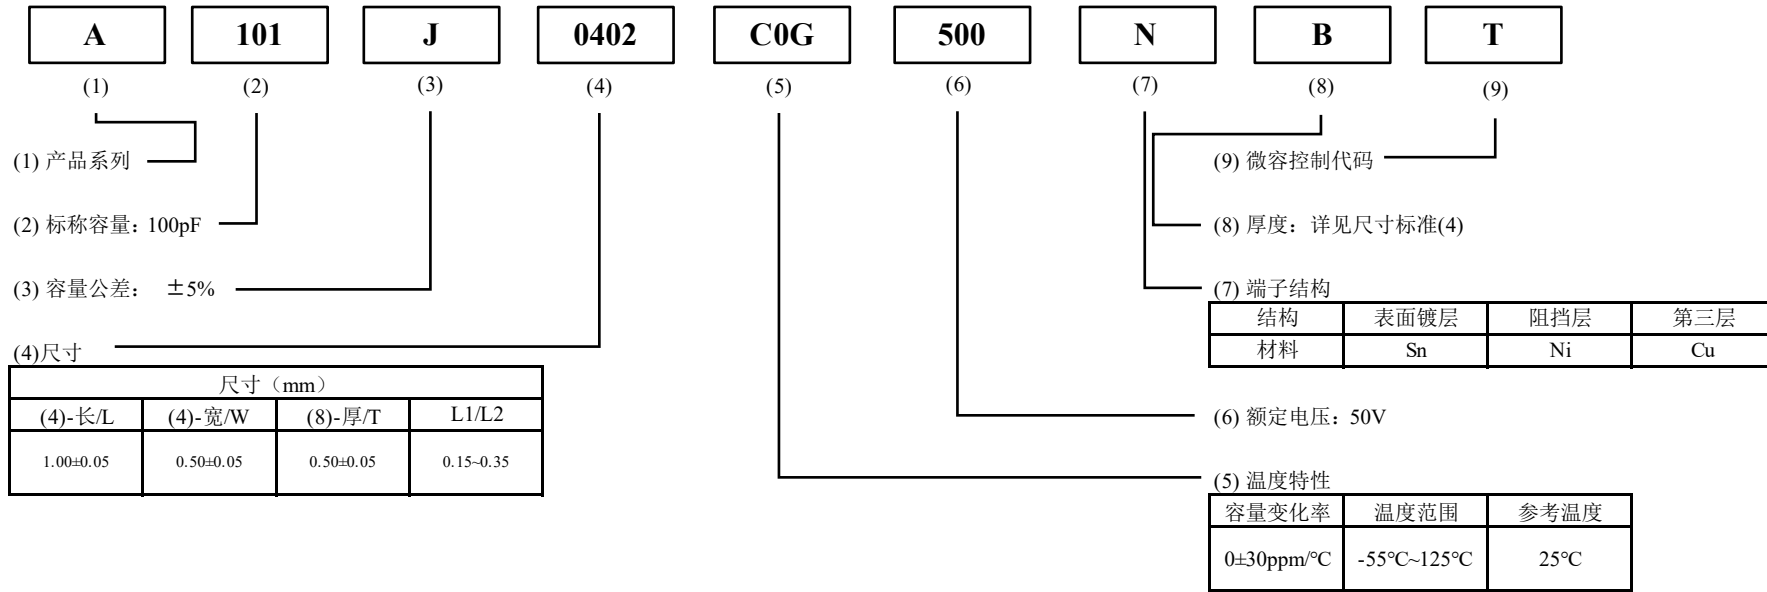 A 101 J 0402 C0G 500 N B T
(1) (2) (3) (4) (5) (6) (7) (8) (9)
(1) 产品系列
(2) 标称容量：100pF
(3) 容量公差： ±5%
(4)尺寸
尺寸（mm）
(4)-长/L (4)-宽/W (8)-厚/T L1/L2
1.00±0.05 0.50±0.05 0.50±0.05 0.15~0.35
(9) 微容控制代码
(8) 厚度：详见尺寸标准(4)
(7) 端子结构
结构 表面镀层 阻挡层 第三层
材料 Sn Ni Cu
(6) 额定电压：50V
(5) 温度特性
容量变化率 温度范围 参考温度
0±30ppm/°C -55°C~125°C 25°C